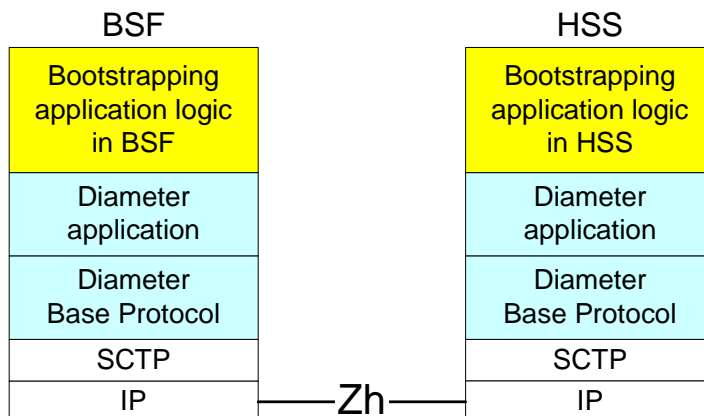 BSF
Bootstrapping
application logic
in BSF
Diameter
application
Diameter
Base Protocol
SCTP
IP
Zh
HSS
Bootstrapping
application logic
in HSS
Diameter
application
Diameter
Base Protocol
SCTP
IP